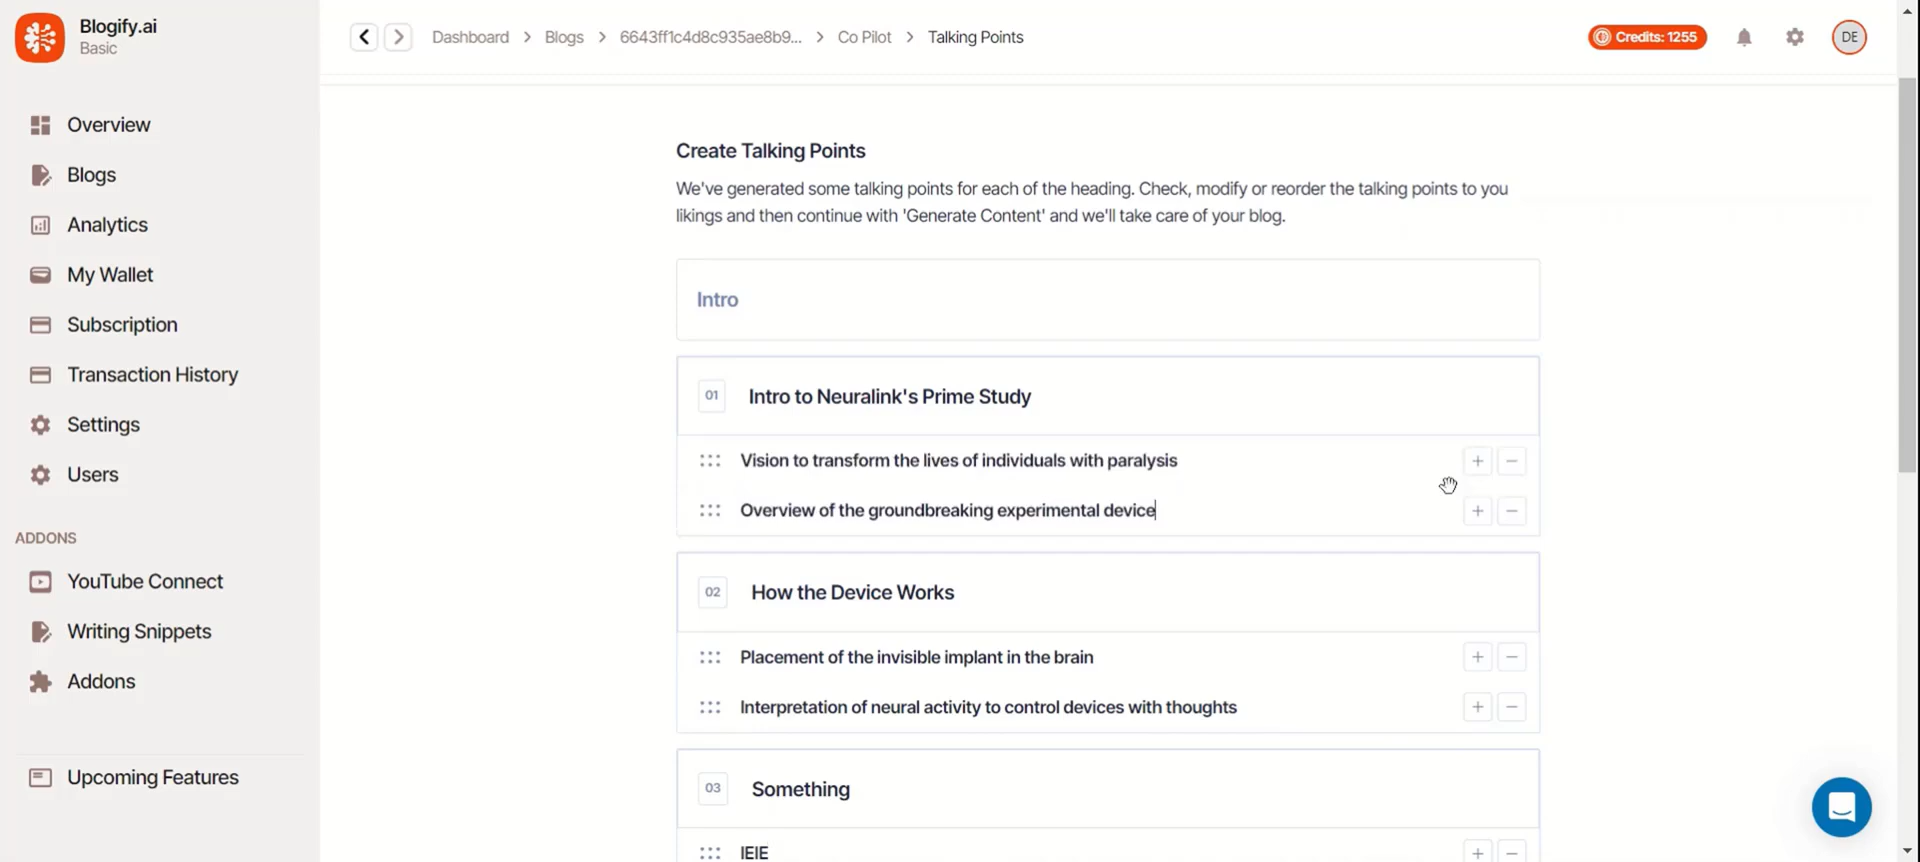 Blogify.ai
Basic
Overview
Blogs
Analytics
My Wallet
Subscription
Transaction History
Settings
Users
ADDONS
YouTube Connect
Writing Snippets
Addons
Upcoming Features
Dashboard > Blogs > 6643ff1c4d8c935ae8b9... > Co Pilot > Talking Points
Credits: 1255
DE
Create Talking Points
We've generated some talking points for each of the heading. Check, modify or reorder the talking points to you
likings and then continue with 'Generate Content' and we'll take care of your blog.
Intro
01 Intro to Neuralink's Prime Study
Vision to transform the lives of individuals with paralysis
Overview of the groundbreaking experimental device
02 How the Device Works
Placement of the invisible implant in the brain
Interpretation of neural activity to control devices with thoughts
03 Something
IEIE